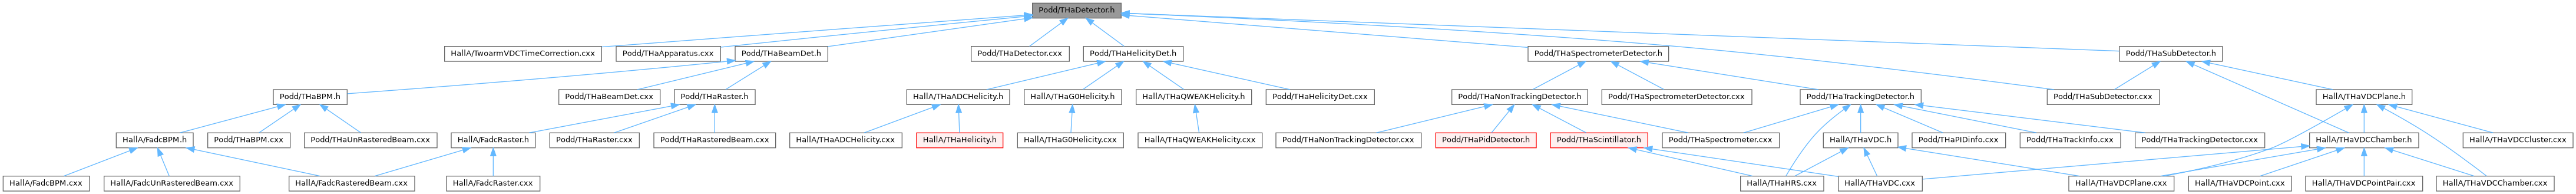 Podd/THaDetector.h
HallA/TwoarmVDCTimeCorrection.cxx
Podd/THaApparatus.cxx
Podd/THaBeamDet.h
Podd/THaDetector.cxx
Podd/THaHelicityDet.h
Podd/THaSpectrometerDetector.h
Podd/THaSubDetector.h
Podd/THaBPM.h
Podd/THaBeamDet.cxx
Podd/THaRaster.h
HallA/THaADCHelicity.h
HallA/THaG0Helicity.h
HallA/THaQWEAKHelicity.h
Podd/THaHelicityDet.cxx
Podd/THaNonTrackingDetector.h
Podd/THaSpectrometerDetector.cxx
Podd/THaTrackingDetector.h
Podd/THaSubDetector.cxx
HallA/THaVDCPlane.h
HallA/FadcBPM.h
Podd/THaBPM.cxx
Podd/THaUnRasteredBeam.cxx
HallA/FadcRaster.h
Podd/THaRaster.cxx
Podd/THaRasteredBeam.cxx
HallA/THaADCHelicity.cxx
HallA/THaHelicity.h
HallA/THaG0Helicity.cxx
HallA/THaQWEAKHelicity.cxx
Podd/THaNonTrackingDetector.cxx
Podd/THaPidDetector.h
Podd/THaScintillator.h
Podd/THaSpectrometer.cxx
HallA/THaVDC.h
Podd/THaPIDinfo.cxx
Podd/THaTrackInfo.cxx
Podd/THaTrackingDetector.cxx
HallA/THaVDCChamber.h
HallA/THaVDCCluster.cxx
HallA/FadcBPM.cxx
HallA/FadcUnRasteredBeam.cxx
HallA/FadcRasteredBeam.cxx
HallA/FadcRaster.cxx
HallA/THaHRS.cxx
HallA/THaVDC.cxx
HallA/THaVDCPlane.cxx
HallA/THaVDCPoint.cxx
HallA/THaVDCPointPair.cxx
HallA/THaVDCChamber.cxx